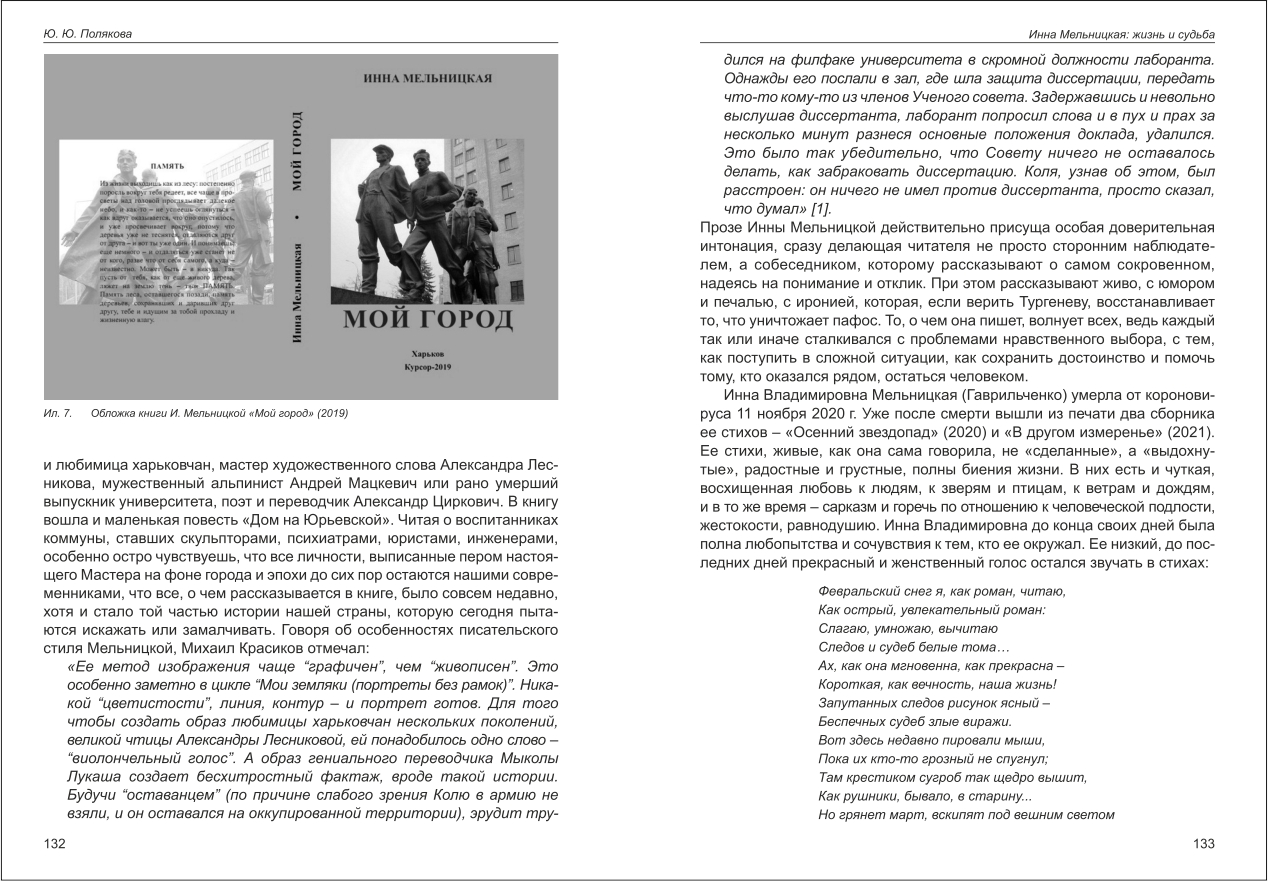 Ю. Ю. Полякова
ИННА МЕЛЬНИЦКАЯ
ПАМЯТЬ
Из жизни выходишь как из лесу: постепенно
поросль вокруг тебя редеет, все чаще в про-
светы над головой проглядывает далекое
небо, и как-то – не успеешь оглянуться –
как вдруг оказывается, что оно опустилось,
и уже просвечивает вокруг, потому что
деревья уже не теснятся, отдаляются друг
от друга – и вот ты уже один. И понимаешь:
еще немного – и отдаляться уже станет не
от кого, разве что от себя самого, а куда –
неизвестно. Может быть – в никуда. Так
пусть от тебя, как от еще живого дерева,
ляжет на землю тень – твоя ПАМЯТЬ.
Память леса, оставшегося позади, память
деревьев, сохранявших и даривших друг
другу, тебе и идущим за тобой прохладу и
жизненную влагу.
Инна Мельницкая • МОЙ ГОРОД
МОЙ ГОРОД
Харьков
Курсор-2019
Ил. 7. Обложка книги И. Мельницкой «Мой город» (2019)
и любимица харьковчан, мастер художественного слова Александра Лес-
никова, мужественный альпинист Андрей Мацкевич или рано умерший
выпускник университета, поэт и переводчик Александр Циркович. В книгу
вошла и маленькая повесть «Дом на Юрьевской». Читая о воспитанниках
коммуны, ставших скульпторами, психиатрами, юристами, инженерами,
особенно остро чувствуешь, что все личности, выписанные пером настоя-
щего Мастера на фоне города и эпохи до сих пор остаются нашими совре-
менниками, что все, о чем рассказывается в книге, было совсем недавно,
хотя и стало той частью истории нашей страны, которую сегодня пыта-
ются искажать или замалчивать. Говоря об особенностях писательского
стиля Мельницкой, Михаил Красиков отмечал:
«Ее метод изображения чаще “графичен”, чем “живописен”. Это
особенно заметно в цикле “Мои земляки (портреты без рамок)”. Ника-
кой “цветистости”, линия, контур – и портрет готов. Для того
чтобы создать образ любимицы харьковчан нескольких поколений,
великой чтицы Александры Лесниковой, ей понадобилось одно слово –
“виолончельный голос”. А образ гениального переводчика Мыколы
Лукаша создает бесхитростный фактаж, вроде такой истории.
Будучи “оставанцем” (по причине слабого зрения Колю в армию не
взяли, и он оставался на оккупированной территории), эрудит тру-
132
Инна Мельницкая: жизнь и судьба
дился на филфаке университета в скромной должности лаборанта.
Однажды его послали в зал, где шла защита диссертации, передать
что-то кому-то из членов Ученого совета. Задержавшись и невольно
выслушав диссертанта, лаборант попросил слова и в пух и прах за
несколько минут разнеся основные положения доклада, удалился.
Это было так убедительно, что Совету ничего не оставалось
делать, как забраковать диссертацию. Коля, узнав об этом, был
расстроен: он ничего не имел против диссертанта, просто сказал,
что думал» [1].
Прозе Инны Мельницкой действительно присуща особая доверительная
интонация, сразу делающая читателя не просто сторонним наблюдате-
лем, а собеседником, которому рассказывают о самом сокровенном,
надеясь на понимание и отклик. При этом рассказывают живо, с юмором
и печалью, с иронией, которая, если верить Тургеневу, восстанавливает
то, что уничтожает пафос. То, о чем она пишет, волнует всех, ведь каждый
так или иначе сталкивался с проблемами нравственного выбора, с тем,
как поступить в сложной ситуации, как сохранить достоинство и помочь
тому, кто оказался рядом, остаться человеком.
Инна Владимировна Мельницкая (Гаврильченко) умерла от коронови-
руса 11 ноября 2020 г. Уже после смерти вышли из печати два сборника
ее стихов – «Осенний звездопад» (2020) и «В другом измеренье» (2021).
Ее стихи, живые, как она сама говорила, не «сделанные», а «выдохну-
тые», радостные и грустные, полны биения жизни. В них есть и чуткая,
восхищенная любовь к людям, к зверям и птицам, к ветрам и дождям,
и в то же время – сарказм и горечь по отношению к человеческой подлости,
жестокости, равнодушию. Инна Владимировна до конца своих дней была
полна любопытства и сочувствия к тем, кто ее окружал. Ее низкий, до пос-
ледних дней прекрасный и женственный голос остался звучать в стихах:
Февральский снег я, как роман, читаю,
Как острый, увлекательный роман:
Слагаю, умножаю, вычитаю
Следов и судеб белые тома…
Ах, как она мгновенна, как прекрасна –
Короткая, как вечность, наша жизнь!
Запутанных следов рисунок ясный –
Беспечных судеб злые виражи.
Вот здесь недавно пировали мыши,
Пока их кто-то грозный не спугнул;
Там крестиком сугроб так щедро вышит,
Как рушники, бывало, в старину...
Но грянет март, вскипят под вешним светом
133